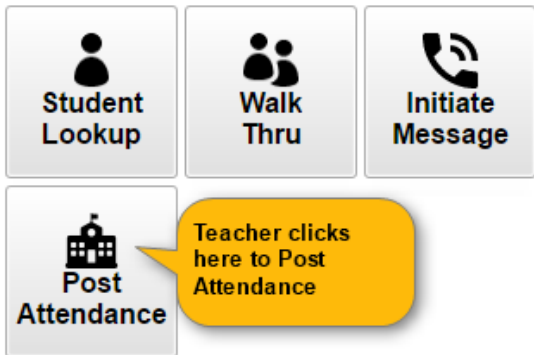 Student
Lookup
Walk
Thru
Initiate
Message
Post
Attendance
Teacher clicks
here to Post
Attendance